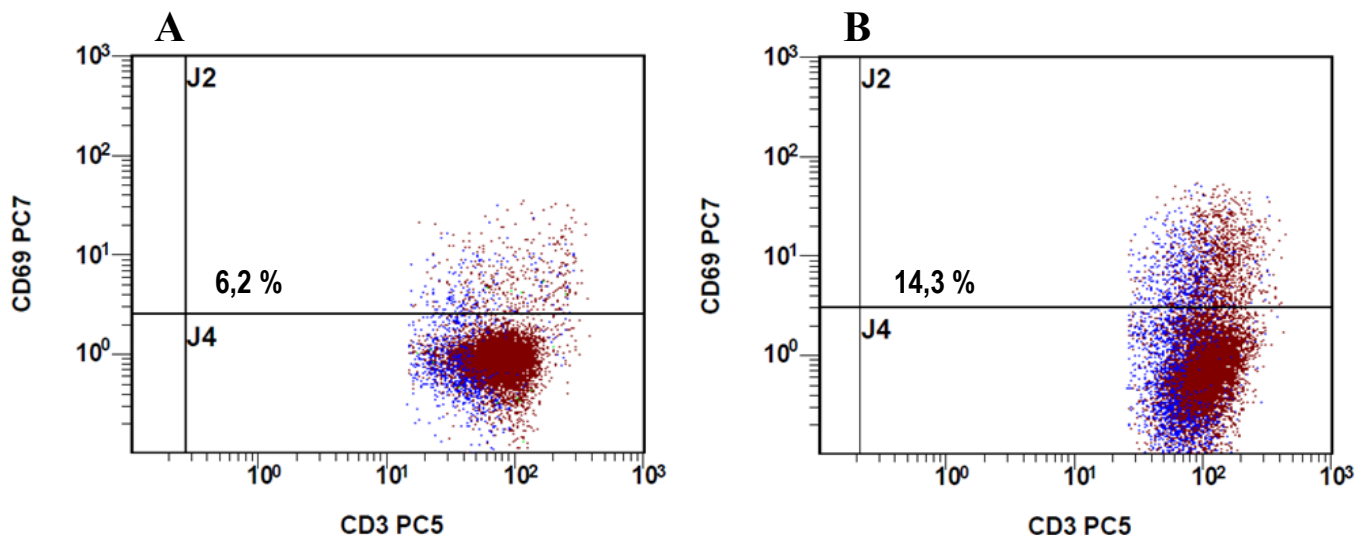 A
10³
J2
10²
CD69 PC7
10¹
6,2 %
J4
10⁰
10⁰ 10¹ 10² 10³
CD3 PC5
B
10³
J2
10²
CD69 PC7
10¹
14,3 %
J4
10⁰
10⁰ 10¹ 10² 10³
CD3 PC5